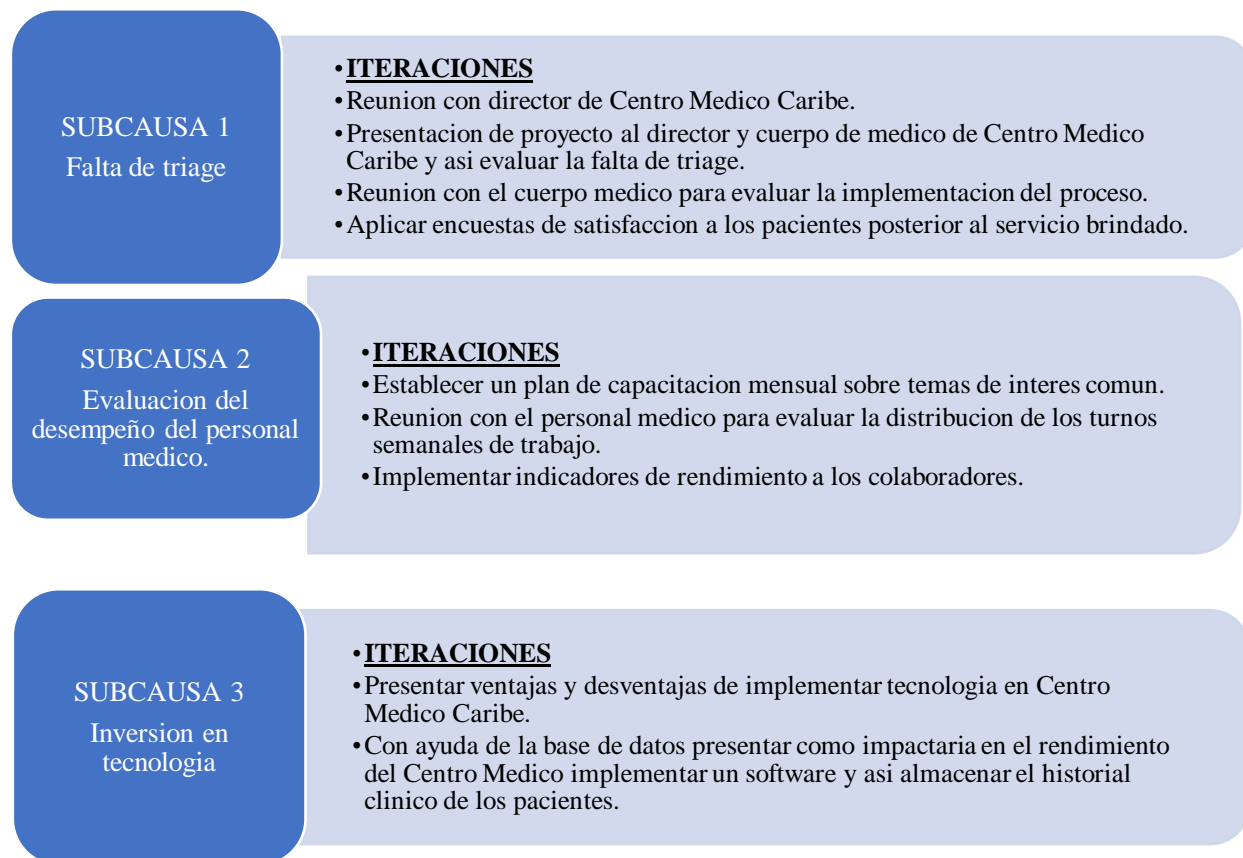 SUBCAUSA 1
Falta de triage
•ITERACIONES
•Reunion con director de Centro Medico Caribe.
•Presentacion de proyecto al director y cuerpo de medico de Centro Medico
Caribe y asi evaluar la falta de triage.
•Reunion con el cuerpo medico para evaluar la implementacion del proceso.
•Aplicar encuestas de satisfaccion a los pacientes posterior al servicio brindado.
SUBCAUSA 2
Evaluacion del
desempeño del personal
medico.
•ITERACIONES
•Establecer un plan de capacitacion mensual sobre temas de interes comun.
•Reunion con el personal medico para evaluar la distribucion de los turnos
semanales de trabajo.
•Implementar indicadores de rendimiento a los colaboradores.
SUBCAUSA 3
Inversion en
tecnologia
•ITERACIONES
•Presentar ventajas y desventajas de implementar tecnologia en Centro
Medico Caribe.
•Con ayuda de la base de datos presentar como impactaria en el rendimiento
del Centro Medico implementar un software y asi almacenar el historial
clinico de los pacientes.